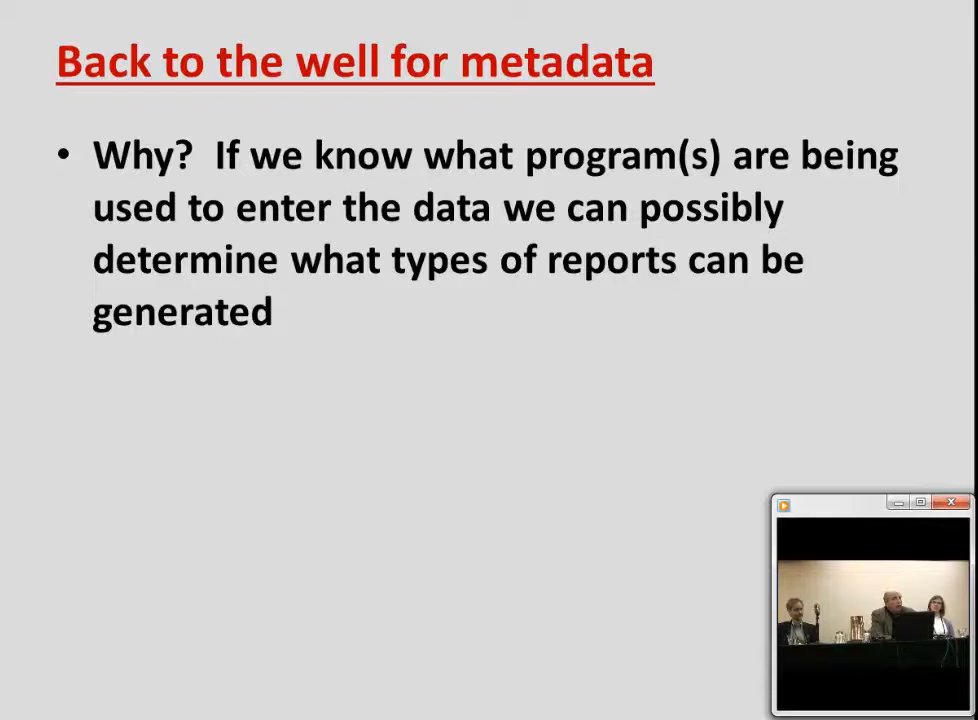 Back to the well for metadata
• Why?  If we know what program(s) are being
used to enter the data we can possibly
determine what types of reports can be
generated